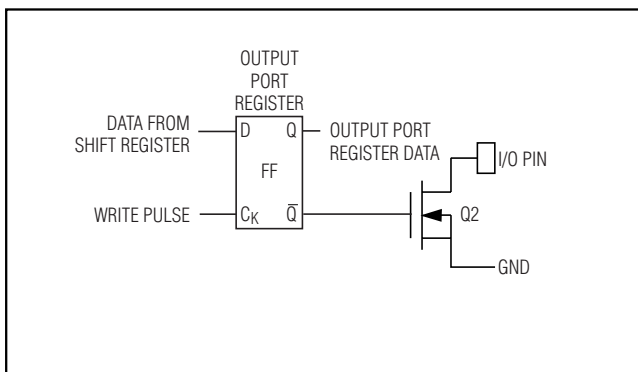 OUTPUT
PORT
REGISTER
DATA FROM
SHIFT REGISTER
D
Q
OUTPUT PORT
REGISTER DATA
FF
I/O PIN
WRITE PULSE
CK
Q̅
Q2
GND